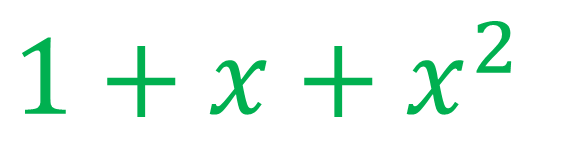 1 + x + x²